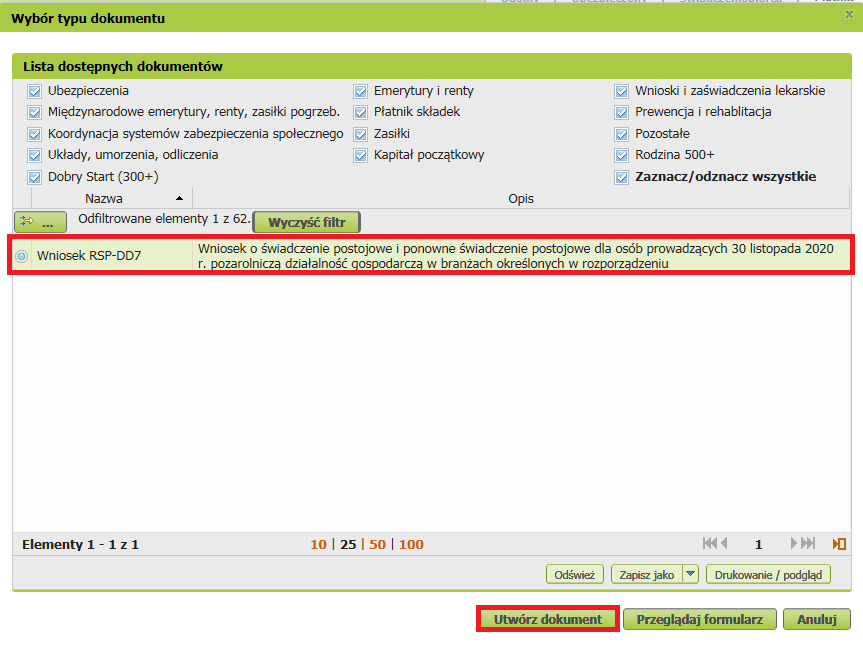 Wybór typu dokumentu
x
Lista dostępnych dokumentów
Ubezpieczenia
Emerytury i renty
Wnioski i zaświadczenia lekarskie
Międzynarodowe emerytury, renty, zasiłki pogrzeb.
Płatnik składek
Prewencja i rehablitacja
Koordynacja systemów zabezpieczenia społecznego
Zasiłki
Pozostałe
Układy, umorzenia, odliczenia
Kapitał początkowy
Rodzina 500+
Dobry Start (300+)
Zaznacz/odznacz wszystkie
Nazwa
Opis
...
Odfiltrowane elementy 1 z 62.
Wyczyść filtr
Wniosek RSP-DD7
Wniosek o świadczenie postojowe i ponowne świadczenie postojowe dla osób prowadzących 30 listopada 2020
r. pozarolniczą działalność gospodarczą w branżach określonych w rozporządzeniu
Elementy 1 - 1 z 1
10 | 25 | 50 | 100
1
Odśwież
Zapisz jako
Drukowanie / podgląd
Utwórz dokument
Przeglądaj formularz
Anuluj